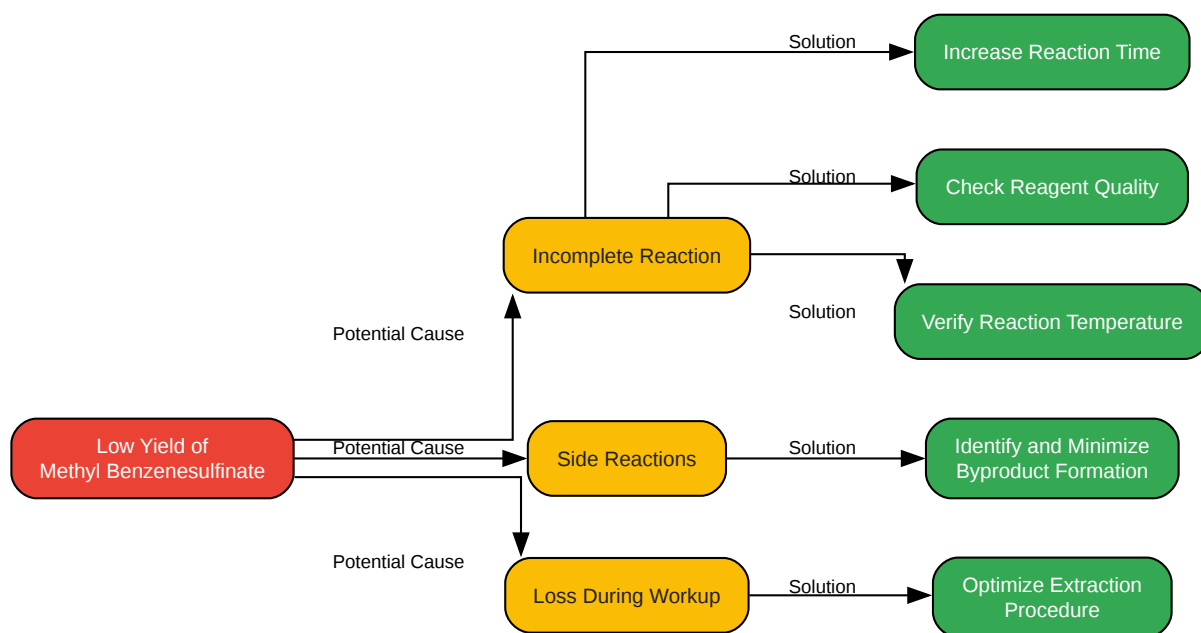 Solution
Increase Reaction Time
Solution
Check Reagent Quality
Incomplete Reaction
Solution
Verify Reaction Temperature
Potential Cause
Low Yield of
Methyl Benzenesulfinate
Potential Cause
Side Reactions
Solution
Identify and Minimize
Byproduct Formation
Potential Cause
Loss During Workup
Solution
Optimize Extraction
Procedure